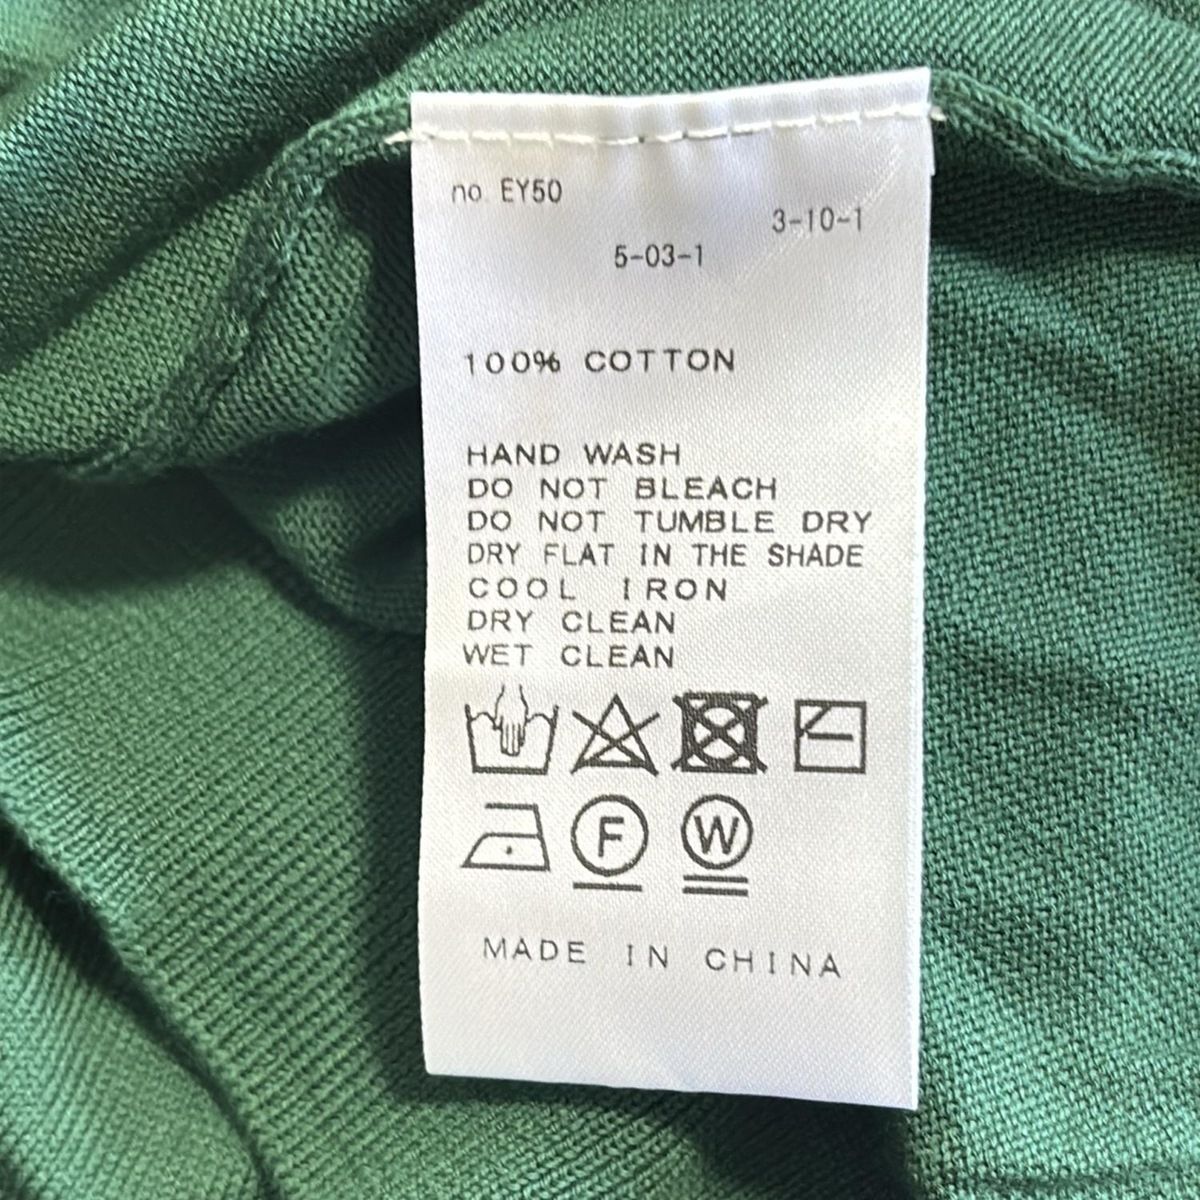 no. EY50
3-10-1
5-03-1
100% COTTON
HAND WASH
DO NOT BLEACH
DO NOT TUMBLE DRY
DRY FLAT IN THE SHADE
COOL IRON
DRY CLEAN
WET CLEAN
F W
MADE IN CHINA